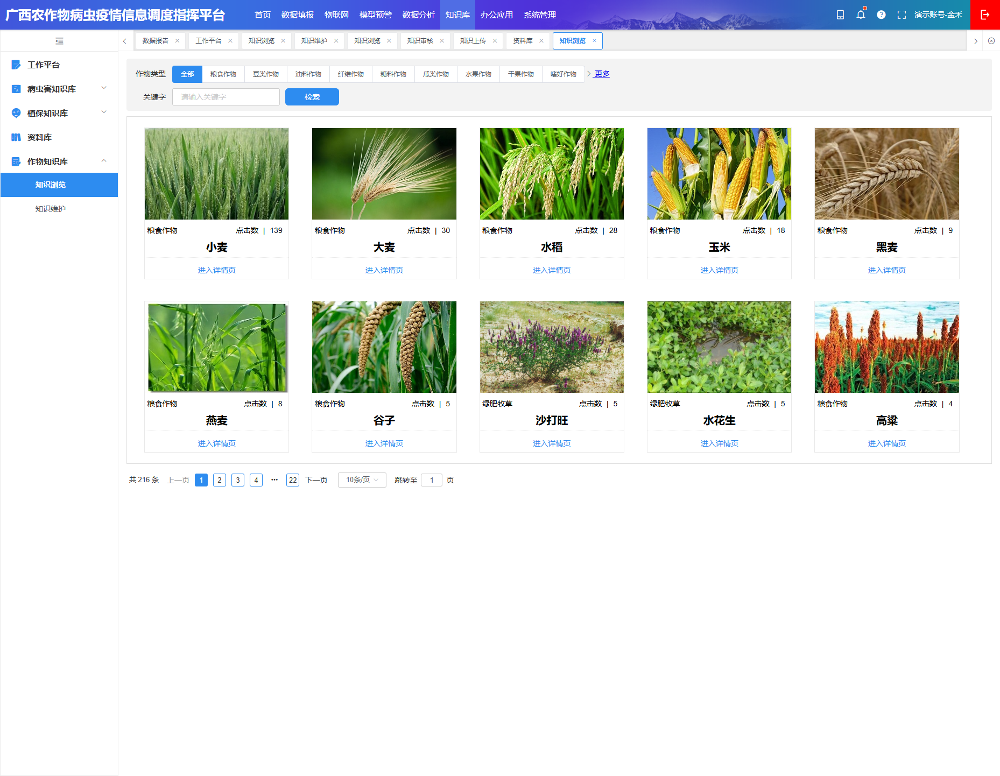 广西农作物病虫疫情信息调度指挥平台 首页 数据填报 物联网 模型预警 数据分析 知识库 办公应用 系统管理 演示账号-金禾
数据报告 工作平台 知识浏览 知识维护 知识浏览 知识审核 知识上传 资料库 知识浏览
工作平台
病虫害知识库
植保知识库
资料库
作物知识库
知识浏览
知识维护
作物类型 全部 粮食作物 豆类作物 油料作物 纤维作物 糖料作物 瓜类作物 水果作物 干果作物 嗜好作物 更多
关键字 请输入关键字 检索
粮食作物 点击数 | 139
小麦
进入详情页
粮食作物 点击数 | 30
大麦
进入详情页
粮食作物 点击数 | 28
水稻
进入详情页
粮食作物 点击数 | 18
玉米
进入详情页
粮食作物 点击数 | 9
黑麦
进入详情页
粮食作物 点击数 | 8
燕麦
进入详情页
粮食作物 点击数 | 5
谷子
进入详情页
绿肥牧草 点击数 | 5
沙打旺
进入详情页
绿肥牧草 点击数 | 5
水花生
进入详情页
粮食作物 点击数 | 4
高粱
进入详情页
共 216 条 上一页 1 2 3 4 ••• 22 下一页 10条/页 跳转至 1 页